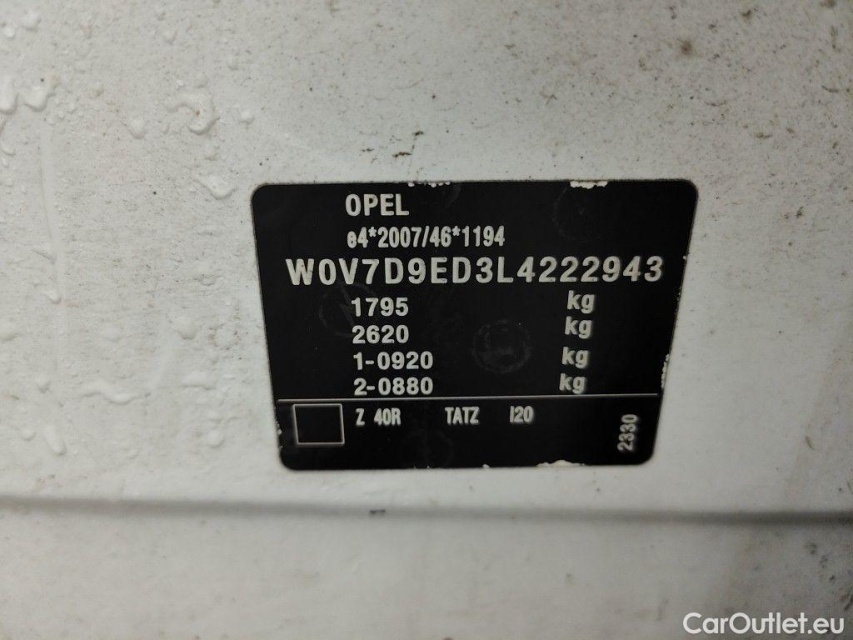 OPEL
e4*2007/46*1194
W0V7D9ED3L4222943
1795 kg
2620 kg
1-0920 kg
2-0880 kg
Z 40R TATZ I20
2330
CarOutlet.eu